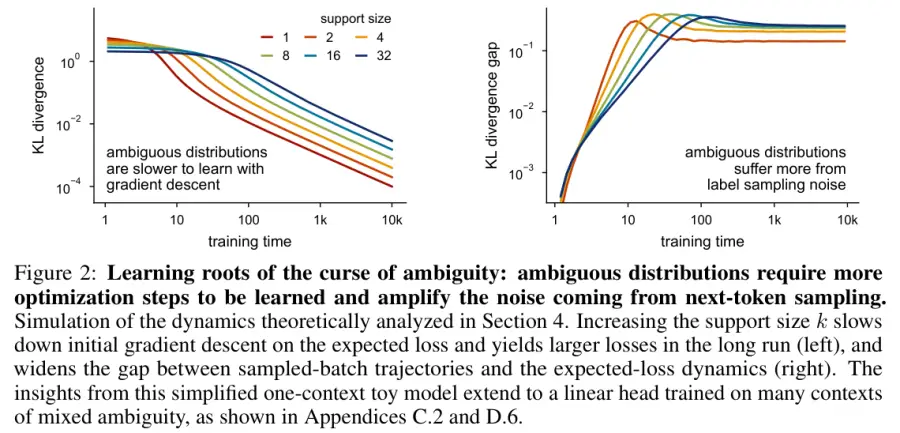 support size
1 2 4
8 16 32
KL divergence
10⁰
10⁻²
10⁻⁴
ambiguous distributions
are slower to learn with
gradient descent
1 10 100 1k 10k
training time
KL divergence gap
10⁻¹
10⁻²
10⁻³
ambiguous distributions
suffer more from
label sampling noise
1 10 100 1k 10k
training time
Figure 2: Learning roots of the curse of ambiguity: ambiguous distributions require more
optimization steps to be learned and amplify the noise coming from next-token sampling.
Simulation of the dynamics theoretically analyzed in Section 4. Increasing the support size k slows
down initial gradient descent on the expected loss and yields larger losses in the long run (left), and
widens the gap between sampled-batch trajectories and the expected-loss dynamics (right). The
insights from this simplified one-context toy model extend to a linear head trained on many contexts
of mixed ambiguity, as shown in Appendices C.2 and D.6.